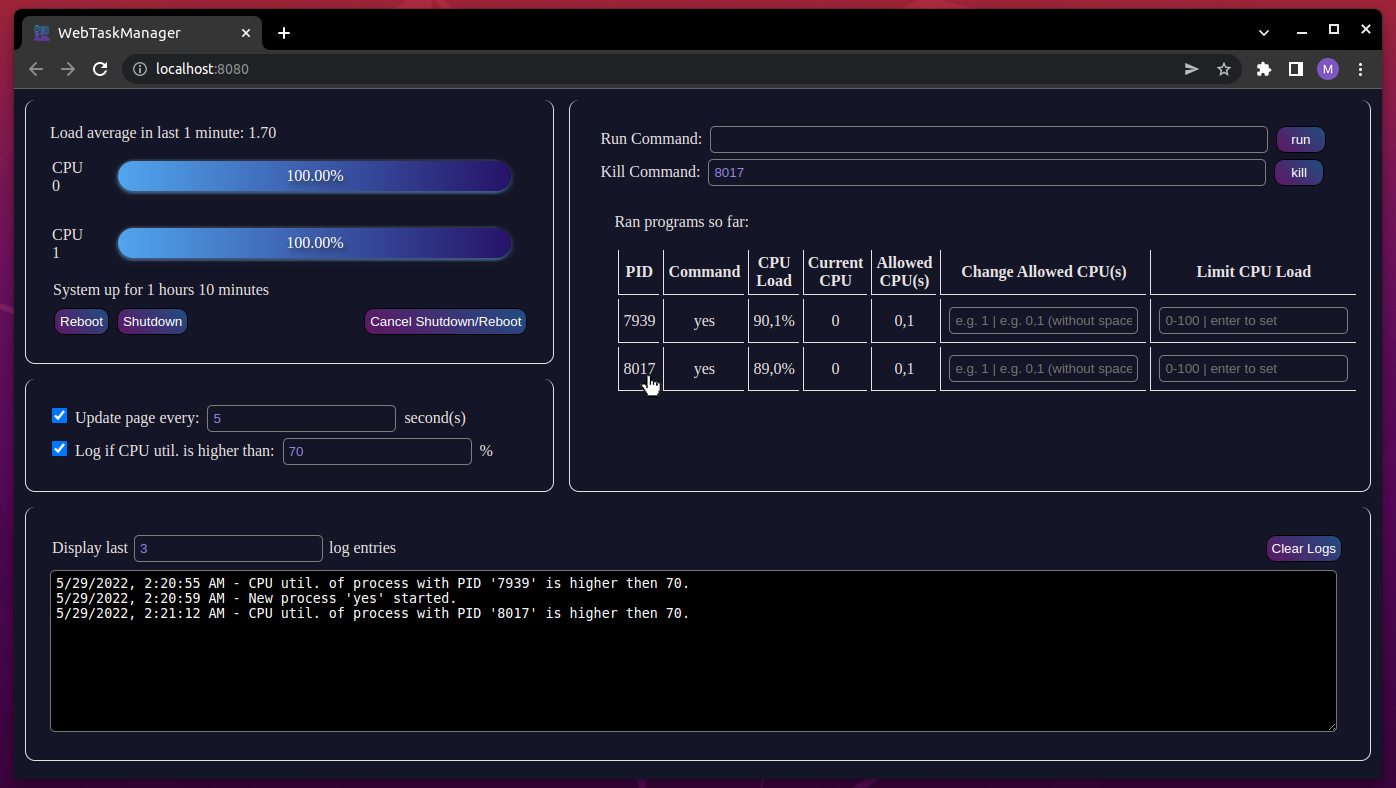 WebTaskManager
localhost:8080
M
Load average in last 1 minute: 1.70
CPU
0
100.00%
CPU
1
100.00%
System up for 1 hours 10 minutes
Reboot Shutdown Cancel Shutdown/Reboot
Update page every: 5 second(s)
Log if CPU util. is higher than: 70 %
Run Command: run
Kill Command: 8017 kill
Ran programs so far:
PID Command CPU Load Current CPU Allowed CPU(s) Change Allowed CPU(s) Limit CPU Load
7939 yes 90,1% 0 0,1 e.g. 1 | e.g. 0,1 (without space 0-100 | enter to set
8017 yes 89,0% 0 0,1 e.g. 1 | e.g. 0,1 (without space 0-100 | enter to set
Display last 3 log entries Clear Logs
5/29/2022, 2:20:55 AM - CPU util. of process with PID '7939' is higher then 70.
5/29/2022, 2:20:59 AM - New process 'yes' started.
5/29/2022, 2:21:12 AM - CPU util. of process with PID '8017' is higher then 70.